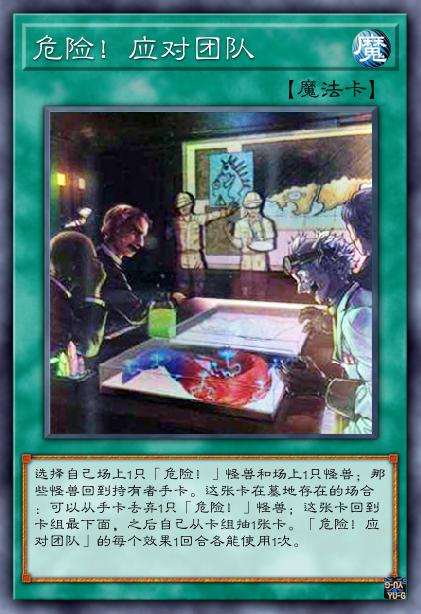 危险！应对团队
魔
【魔法卡】
选择自己场上1只「危险！」怪兽和场上1只怪兽；那
些怪兽回到持有者手卡。这张卡在墓地存在的场合
：可以从手卡丢弃1只「危险！」怪兽；这张卡回到
卡组最下面，之后自己从卡组抽1张卡。「危险！应
对团队」的每个效果1回合各能使用1次。
YU-G